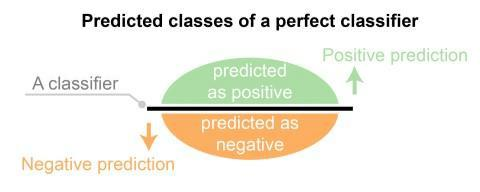 Predicted classes of a perfect classifier
Positive prediction
predicted
as positive
A classifier
predicted as
negative
Negative prediction